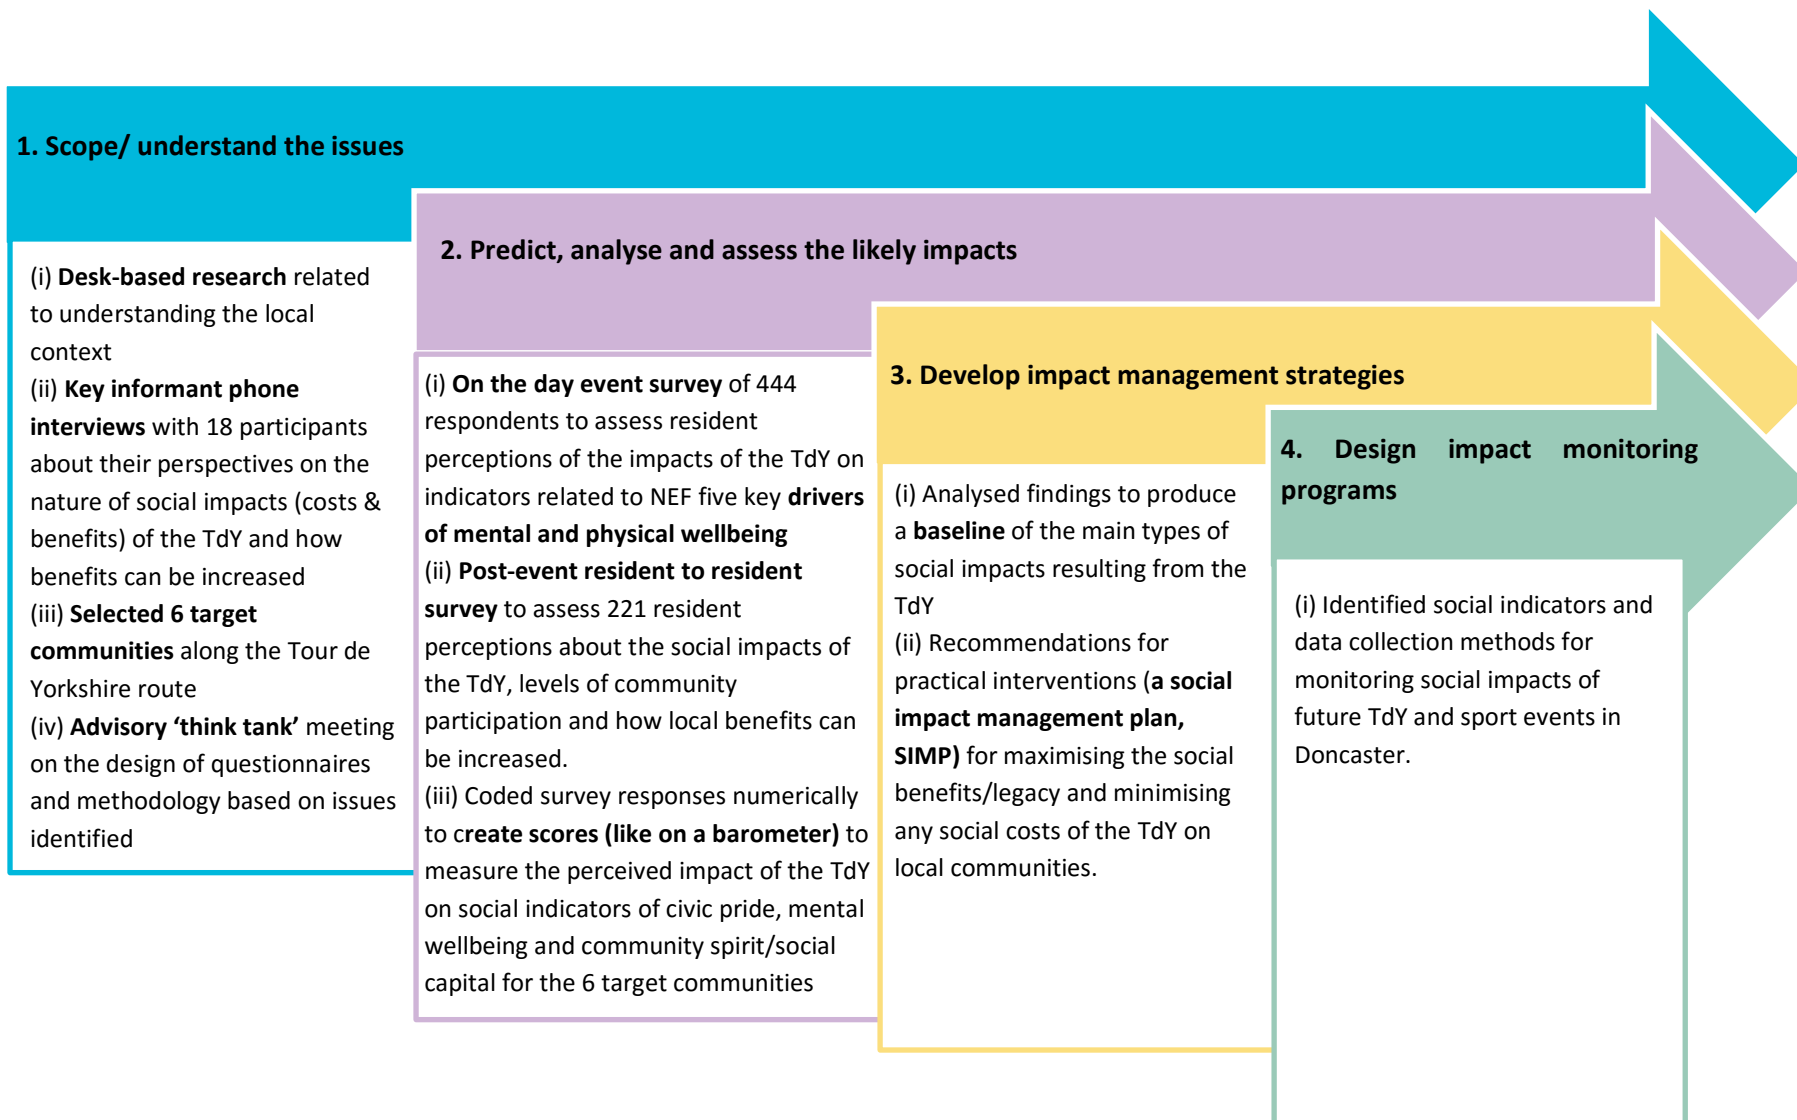 1. Scope/ understand the issues
(i) Desk-based research related
to understanding the local
context
(ii) Key informant phone
interviews with 18 participants
about their perspectives on the
nature of social impacts (costs &
benefits) of the TdY and how
benefits can be increased
(iii) Selected 6 target
communities along the Tour de
Yorkshire route
(iv) Advisory ‘think tank’ meeting
on the design of questionnaires
and methodology based on issues
identified
2. Predict, analyse and assess the likely impacts
(i) On the day event survey of 444
respondents to assess resident
perceptions of the impacts of the TdY on
indicators related to NEF five key drivers
of mental and physical wellbeing
(ii) Post-event resident to resident
survey to assess 221 resident
perceptions about the social impacts of
the TdY, levels of community
participation and how local benefits can
be increased.
(iii) Coded survey responses numerically
to create scores (like on a barometer) to
measure the perceived impact of the TdY
on social indicators of civic pride, mental
wellbeing and community spirit/social
capital for the 6 target communities
3. Develop impact management strategies
(i) Analysed findings to produce
a baseline of the main types of
social impacts resulting from the
TdY
(ii) Recommendations for
practical interventions (a social
impact management plan,
SIMP) for maximising the social
benefits/legacy and minimising
any social costs of the TdY on
local communities.
4. Design impact monitoring
programs
(i) Identified social indicators and
data collection methods for
monitoring social impacts of
future TdY and sport events in
Doncaster.